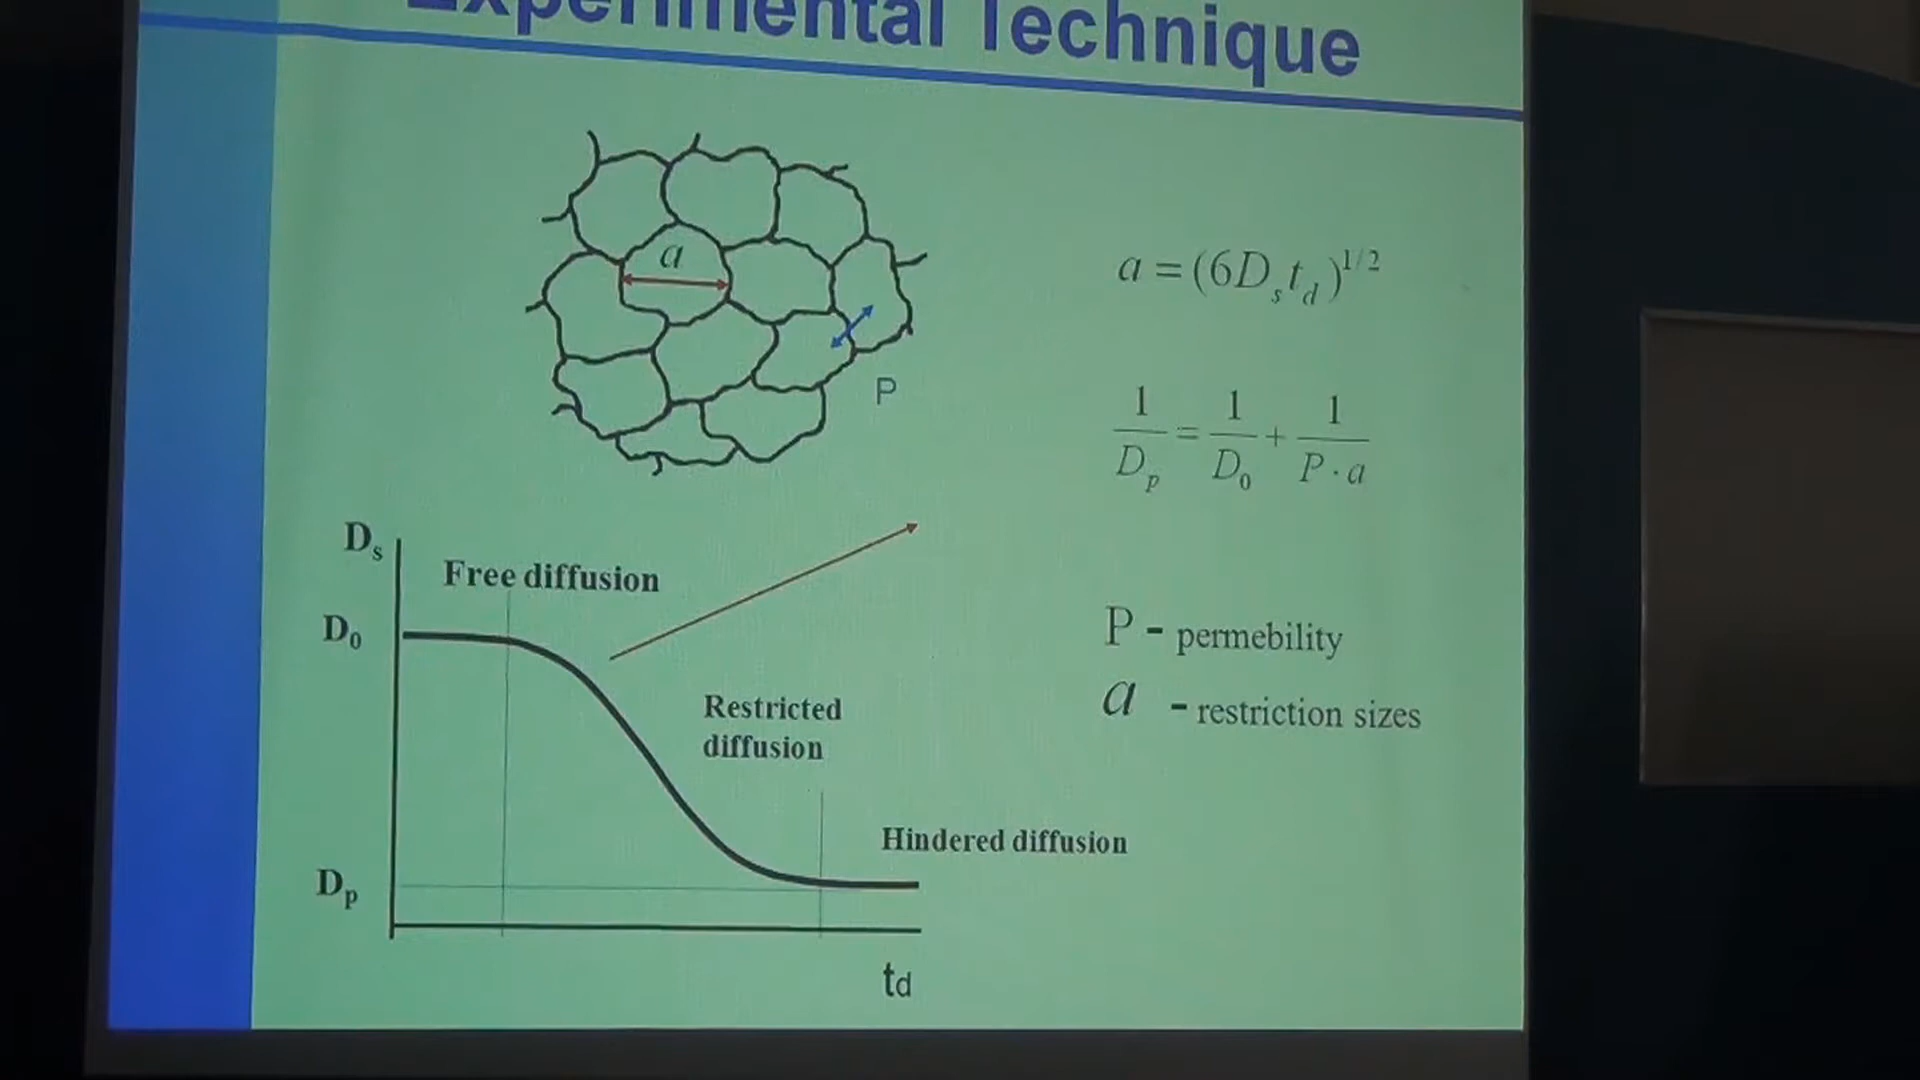 Experimental Technique
a
P
a = (6D_s t_d)^{1/2}
1/D_p = 1/D_0 + 1/(P · a)
D_s
Free diffusion
D_0
Restricted
diffusion
Hindered diffusion
D_p
t_d
P - permebility
a - restriction sizes